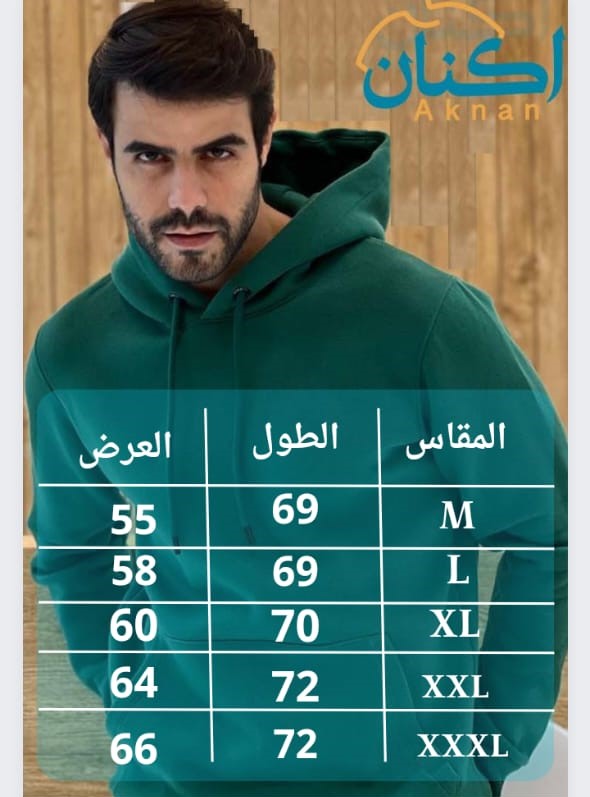 اكنان
Aknan
المقاس الطول العرض
M 69 55
L 69 58
XL 70 60
XXL 72 64
XXXL 72 66